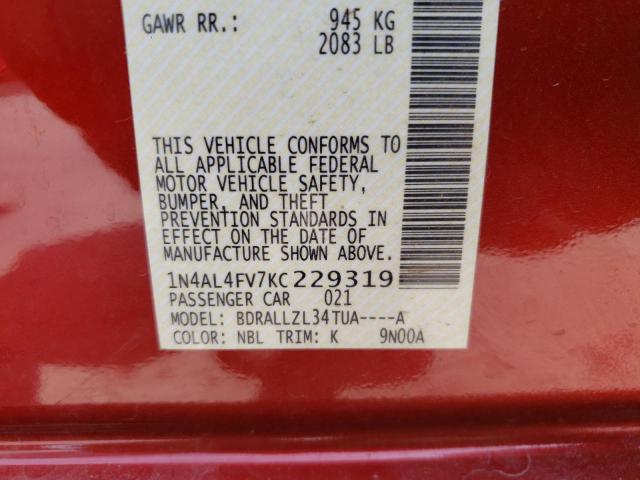 GAWR RR.: 945 KG
2083 LB
THIS VEHICLE CONFORMS TO
ALL APPLICABLE FEDERAL
MOTOR VEHICLE SAFETY,
BUMPER, AND THEFT
PREVENTION STANDARDS IN
EFFECT ON THE DATE OF
MANUFACTURE SHOWN ABOVE.
1N4AL4FV7KC229319
PASSENGER CAR 021
MODEL: BDRALLZL34TUA----A
COLOR: NBL TRIM: K 9N00A